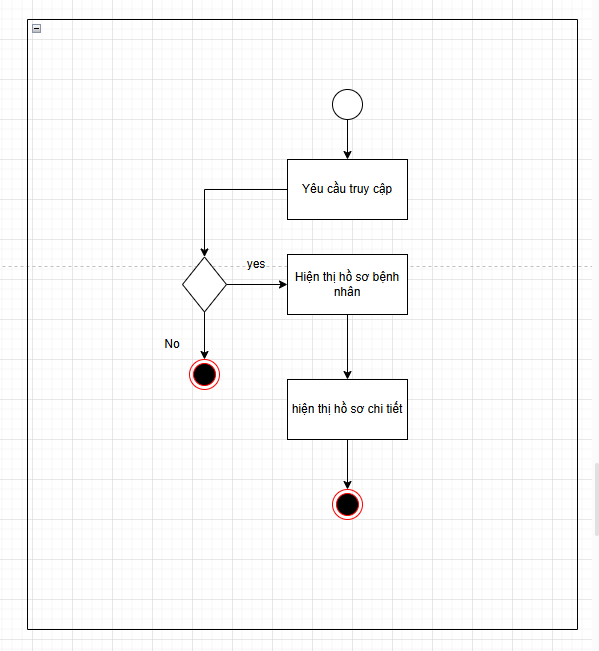 Yêu cầu truy cập
yes
Hiện thị hồ sơ bệnh
nhân
No
hiện thị hồ sơ chi tiết